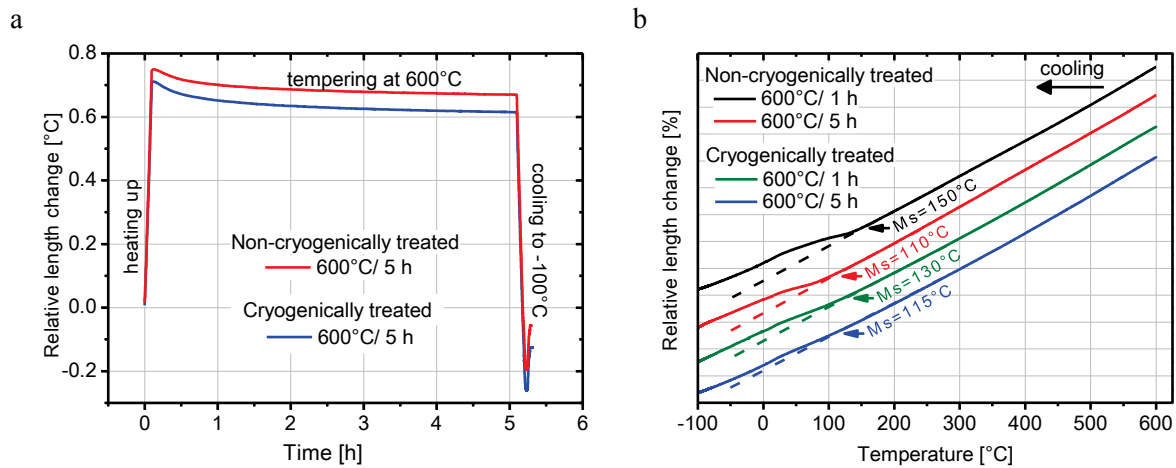 a
Relative length change [°C]
0.8
0.6
0.4
0.2
0.0
-0.2
heating up
tempering at 600°C
cooling to -100°C
Non-cryogenically treated
600°C/ 5 h
Cryogenically treated
600°C/ 5 h
0 1 2 3 4 5 6
Time [h]
b
Relative length change [%]
Non-cryogenically treated
600°C/ 1 h
600°C/ 5 h
Cryogenically treated
600°C/ 1 h
600°C/ 5 h
cooling
Ms=150°C
Ms=110°C
Ms=130°C
Ms=115°C
-100 0 100 200 300 400 500 600
Temperature [°C]